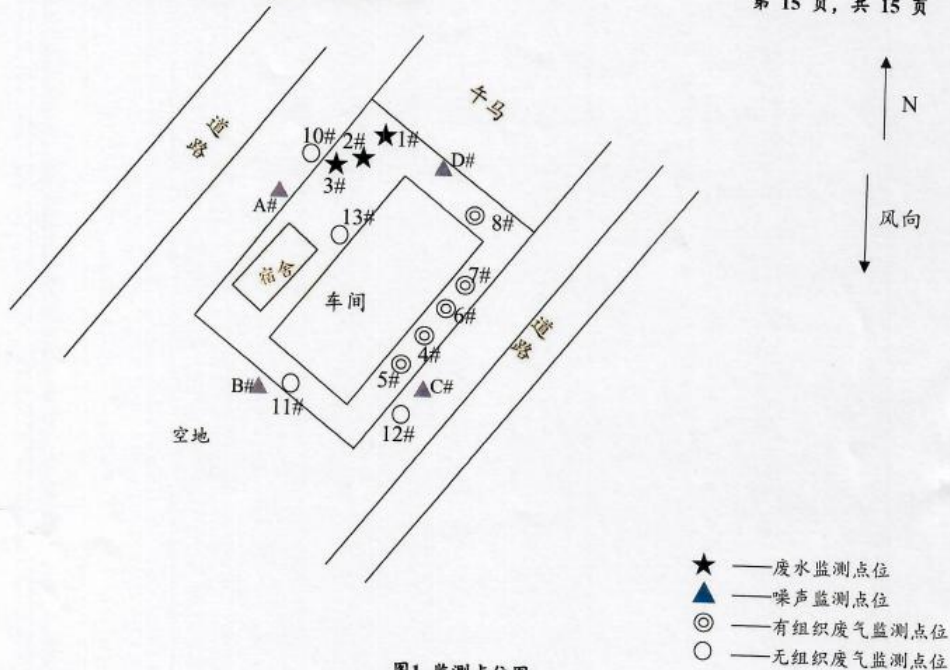 第 15 页，共 15 页
午马
道路
N
10#
2#
1#
D#
3#
A#
13#
8#
风向
宿舍
7#
车间
6#
道路
4#
5#
B#
C#
11#
12#
空地
废水监测点位
噪声监测点位
有组织废气监测点位
无组织废气监测点位
图1 监测点位图